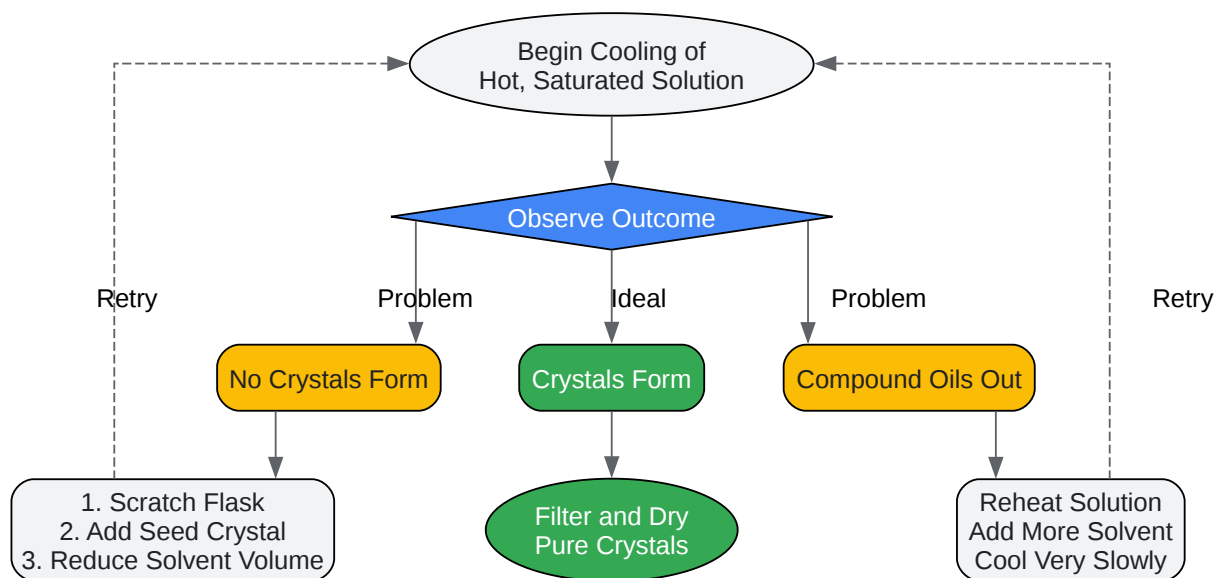 Begin Cooling of
Hot, Saturated Solution
Observe Outcome
Retry
Problem
Ideal
Problem
Retry
No Crystals Form
Crystals Form
Compound Oils Out
1. Scratch Flask
2. Add Seed Crystal
3. Reduce Solvent Volume
Filter and Dry
Pure Crystals
Reheat Solution
Add More Solvent
Cool Very Slowly